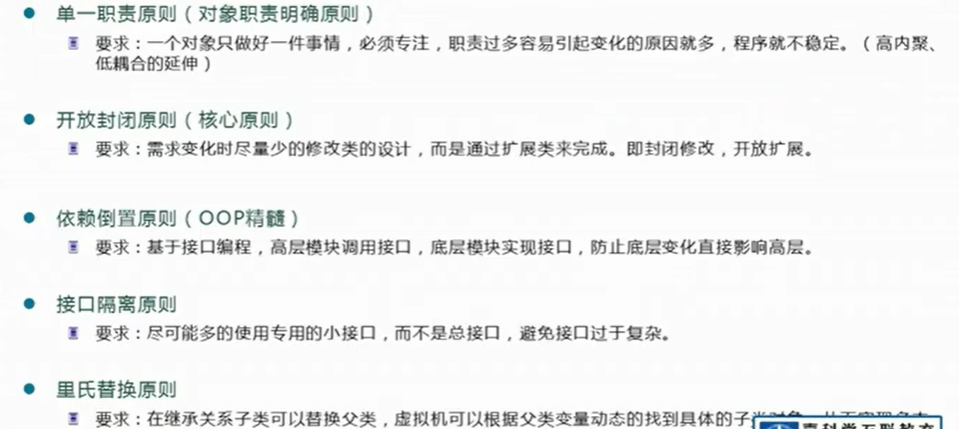 单一职责原则（对象职责明确原则）
要求：一个对象只做好一件事情，必须专注，职责过多容易引起变化的原因就多，程序就不稳定。（高内聚、
低耦合的延伸）
开放封闭原则（核心原则）
要求：需求变化时尽量少的修改类的设计，而是通过扩展类来完成。即封闭修改，开放扩展。
依赖倒置原则（OOP精髓）
要求：基于接口编程，高层模块调用接口，底层模块实现接口，防止底层变化直接影响高层。
接口隔离原则
要求：尽可能多的使用专用的小接口，而不是总接口，避免接口过于复杂。
里氏替换原则
要求：在继承关系子类可以替换父类，虚拟机可以根据父类变量动态的找到具体的子